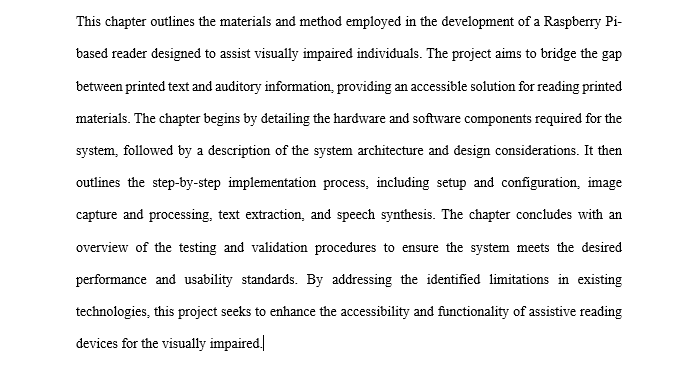 This chapter outlines the materials and method employed in the development of a Raspberry Pi-
based reader designed to assist visually impaired individuals. The project aims to bridge the gap
between printed text and auditory information, providing an accessible solution for reading printed
materials. The chapter begins by detailing the hardware and software components required for the
system, followed by a description of the system architecture and design considerations. It then
outlines the step-by-step implementation process, including setup and configuration, image
capture and processing, text extraction, and speech synthesis. The chapter concludes with an
overview of the testing and validation procedures to ensure the system meets the desired
performance and usability standards. By addressing the identified limitations in existing
technologies, this project seeks to enhance the accessibility and functionality of assistive reading
devices for the visually impaired.